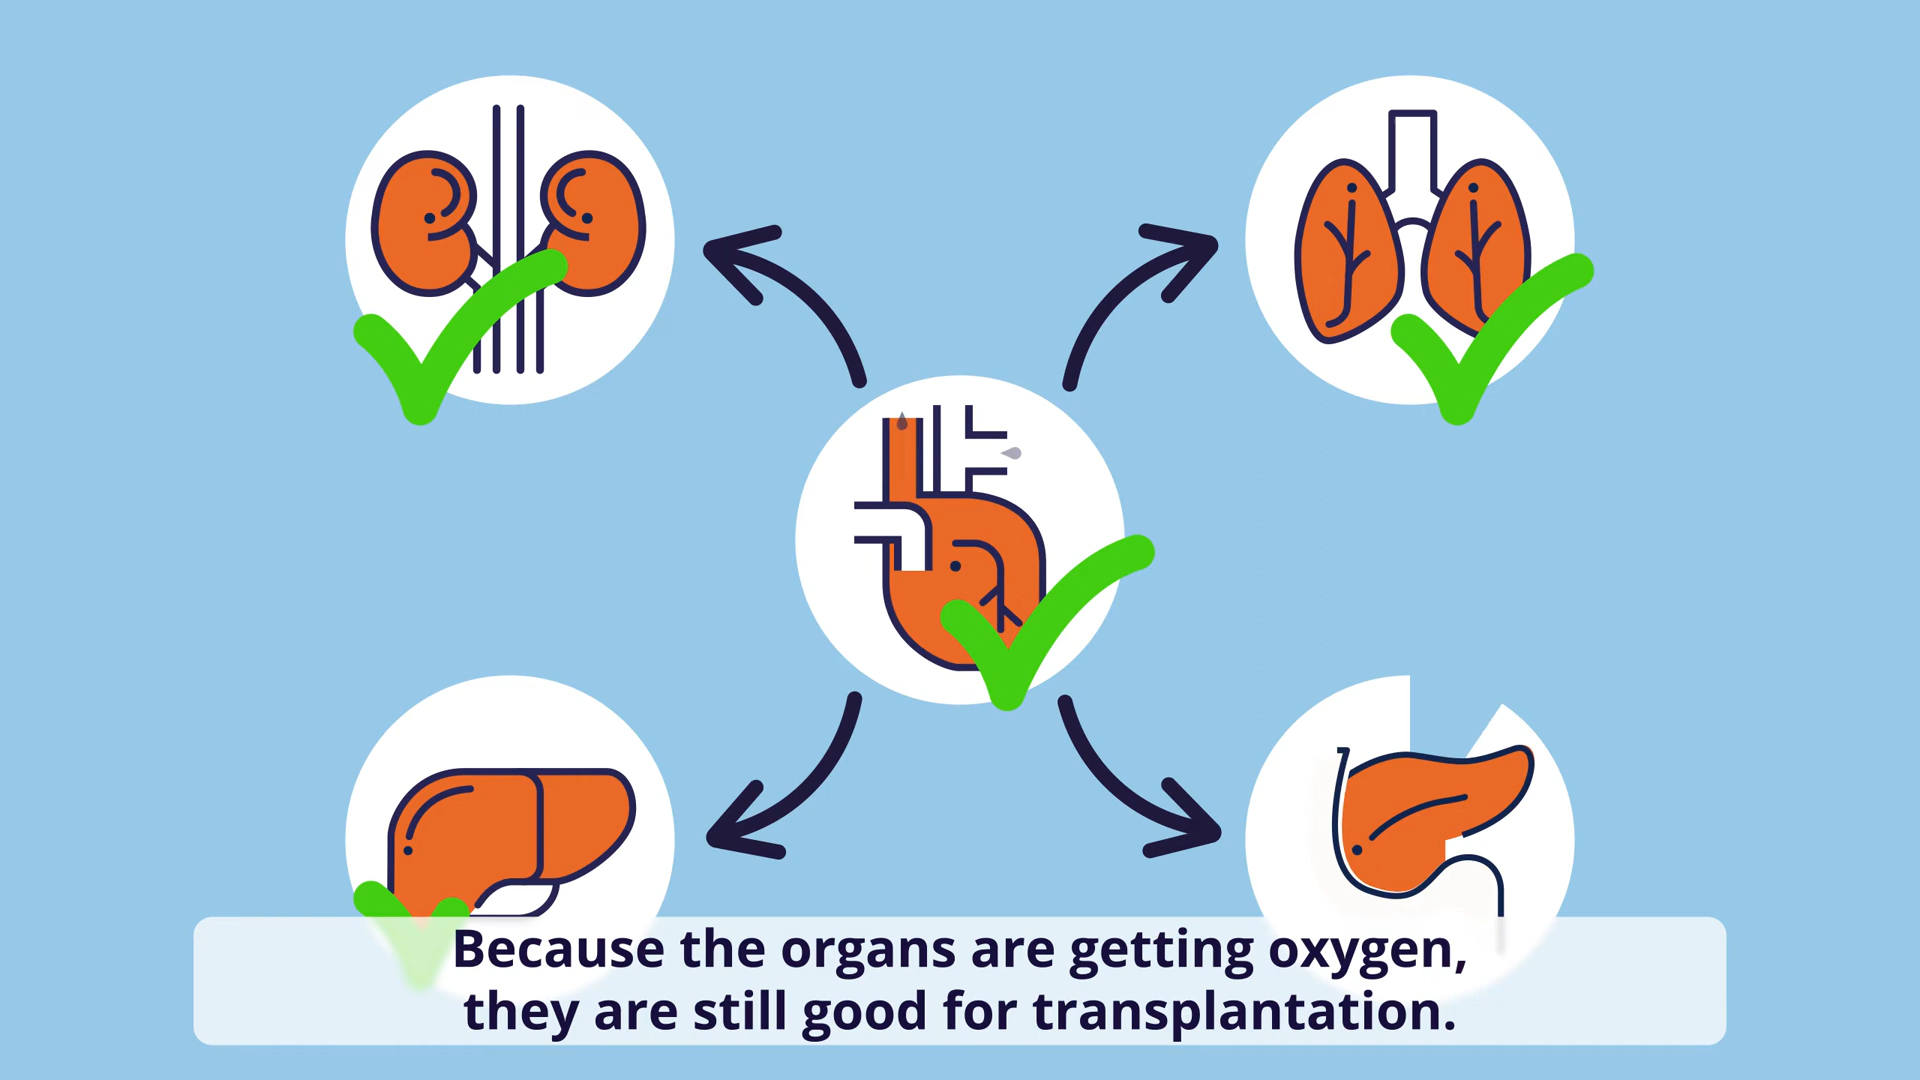 Because the organs are getting oxygen,
they are still good for transplantation.